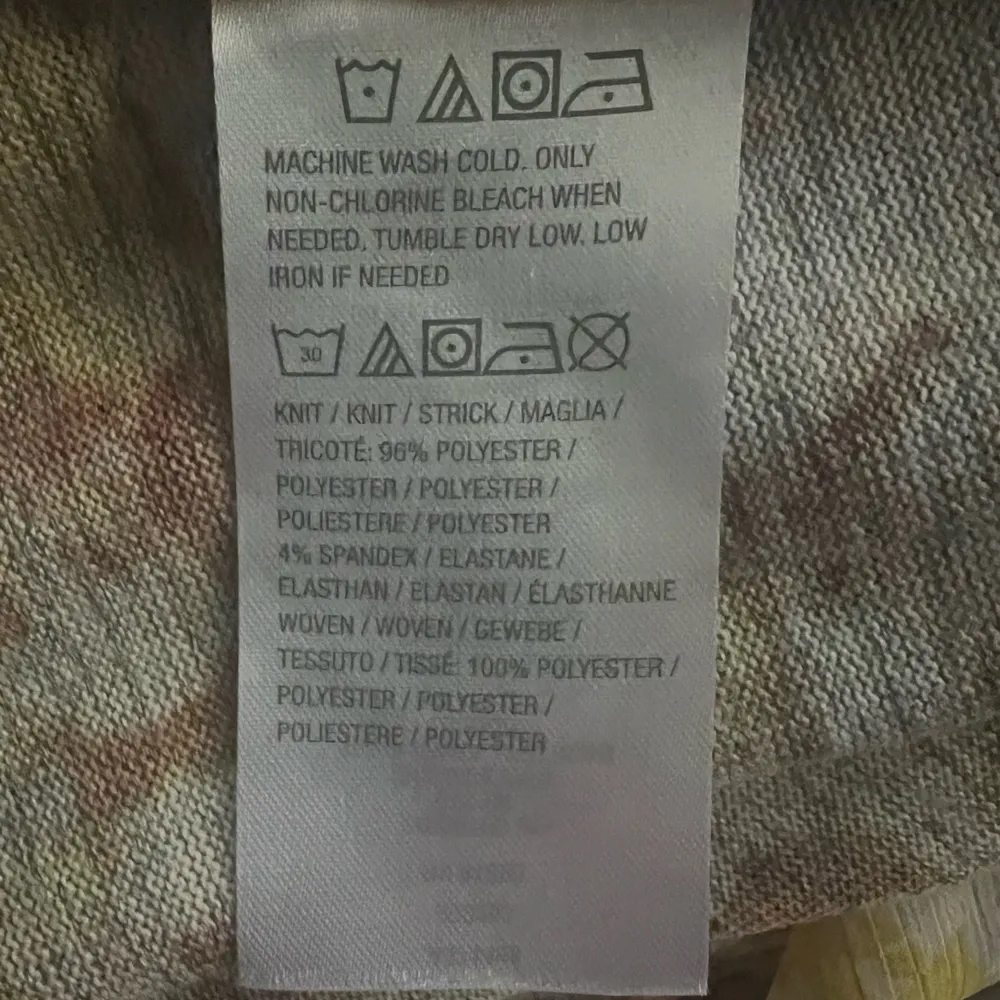 MACHINE WASH COLD. ONLY
NON-CHLORINE BLEACH WHEN
NEEDED. TUMBLE DRY LOW. LOW
IRON IF NEEDED
30
KNIT / KNIT / STRICK / MAGLIA /
TRICOTÉ: 96% POLYESTER /
POLYESTER / POLYESTER /
POLIESTERE / POLYESTER
4% SPANDEX / ELASTANE /
ELASTHAN / ELASTAN / ÉLASTHANNE
WOVEN / WOVEN / GEWEBE /
TESSUTO / TISSÉ: 100% POLYESTER /
POLYESTER / POLYESTER /
POLIESTERE / POLYESTER